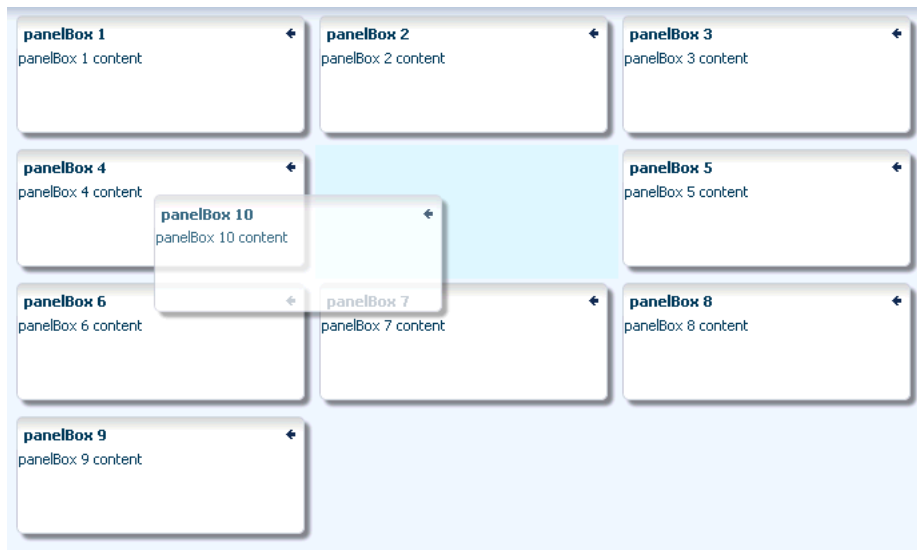 panelBox 1
panelBox 1 content
panelBox 2
panelBox 2 content
panelBox 3
panelBox 3 content
panelBox 4
panelBox 4 content
panelBox 10
panelBox 10 content
panelBox 5
panelBox 5 content
panelBox 6
panelBox 6 content
panelBox 7
panelBox 7 content
panelBox 8
panelBox 8 content
panelBox 9
panelBox 9 content